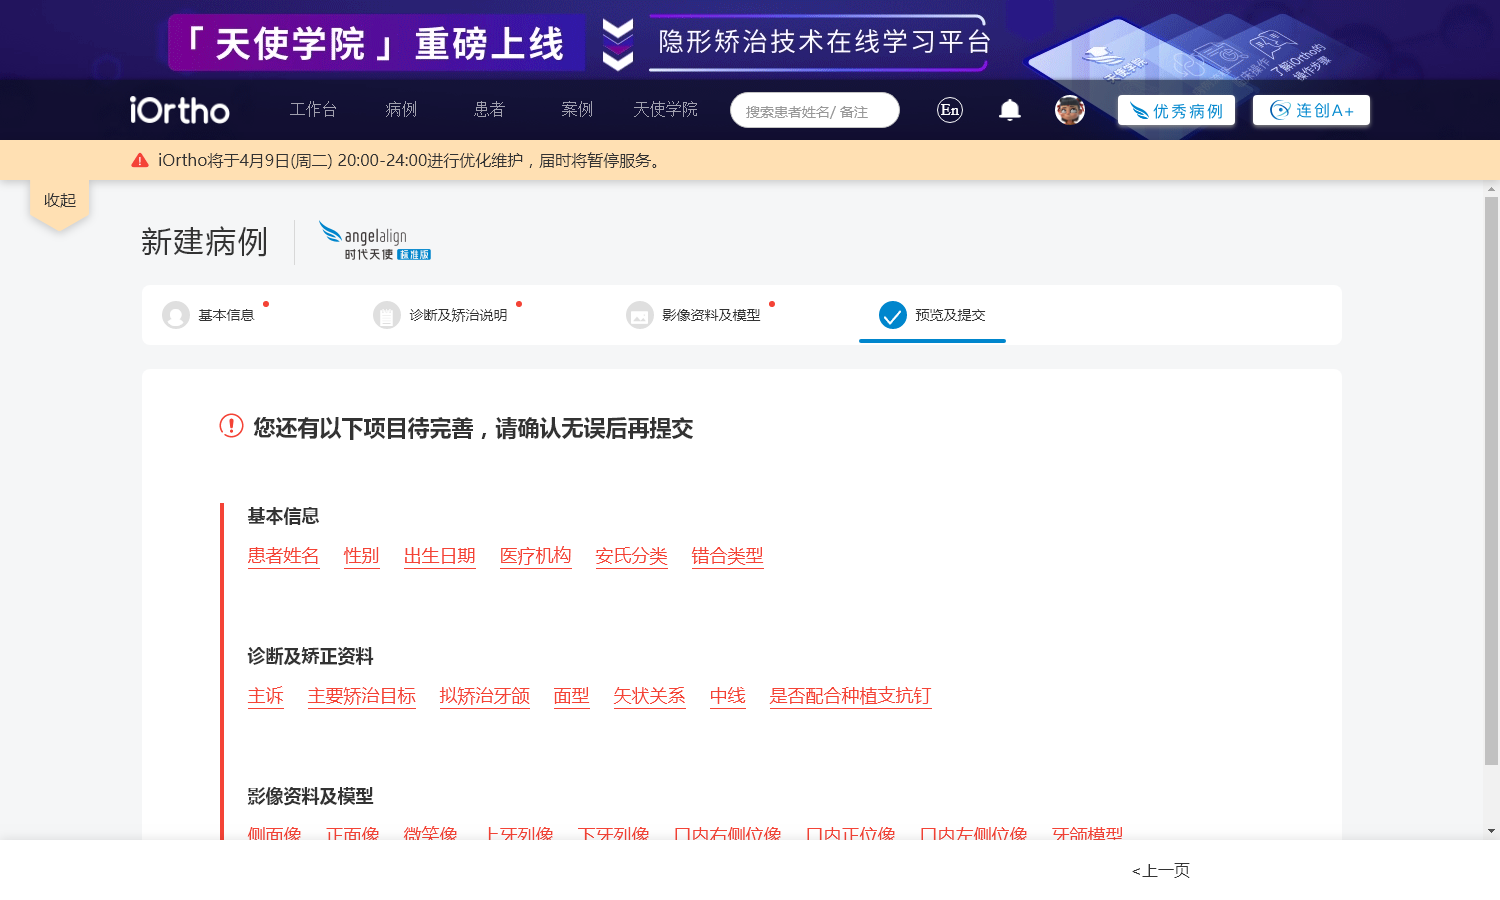 「 天使学院 」 重磅上线
隐形矫治技术在线学习平台
天使学院
了解iOrtho的
操作步骤
iOrtho
工作台 病例 患者 案例 天使学院 搜索患者姓名/ 备注 En 优秀病例 连创A+
iOrtho将于4月9日(周二) 20:00-24:00进行优化维护，届时将暂停服务。
收起
新建病例
angelalign
时代天使 标准版
基本信息 诊断及矫治说明 影像资料及模型 预览及提交
您还有以下项目待完善，请确认无误后再提交
基本信息
患者姓名 性别 出生日期 医疗机构 安氏分类 错合类型
诊断及矫正资料
主诉 主要矫治目标 拟矫治牙颌 面型 矢状关系 中线 是否配合种植支抗钉
影像资料及模型
侧面像 正面像 微笑像 上牙列像 下牙列像 口内右侧位像 口内正位像 口内左侧位像 牙颌模型
<上一页